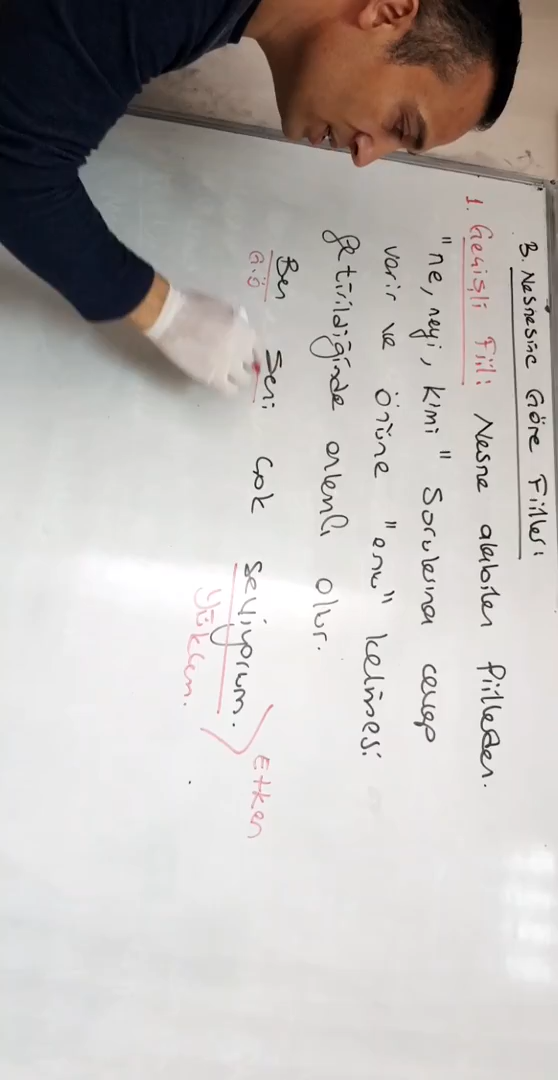 B. Nesnesine Göre Fiiller:
1. Geçişli Fiil: Nesne alabilen fiillerdir.
"ne, neyi, kimi" Sorularına cevap
verir ve önüne "onu" kelimesi
getirildiğinde anlamlı olur.
Ben Seni çok seviyorum. Etken
G.Ö Yüklem.